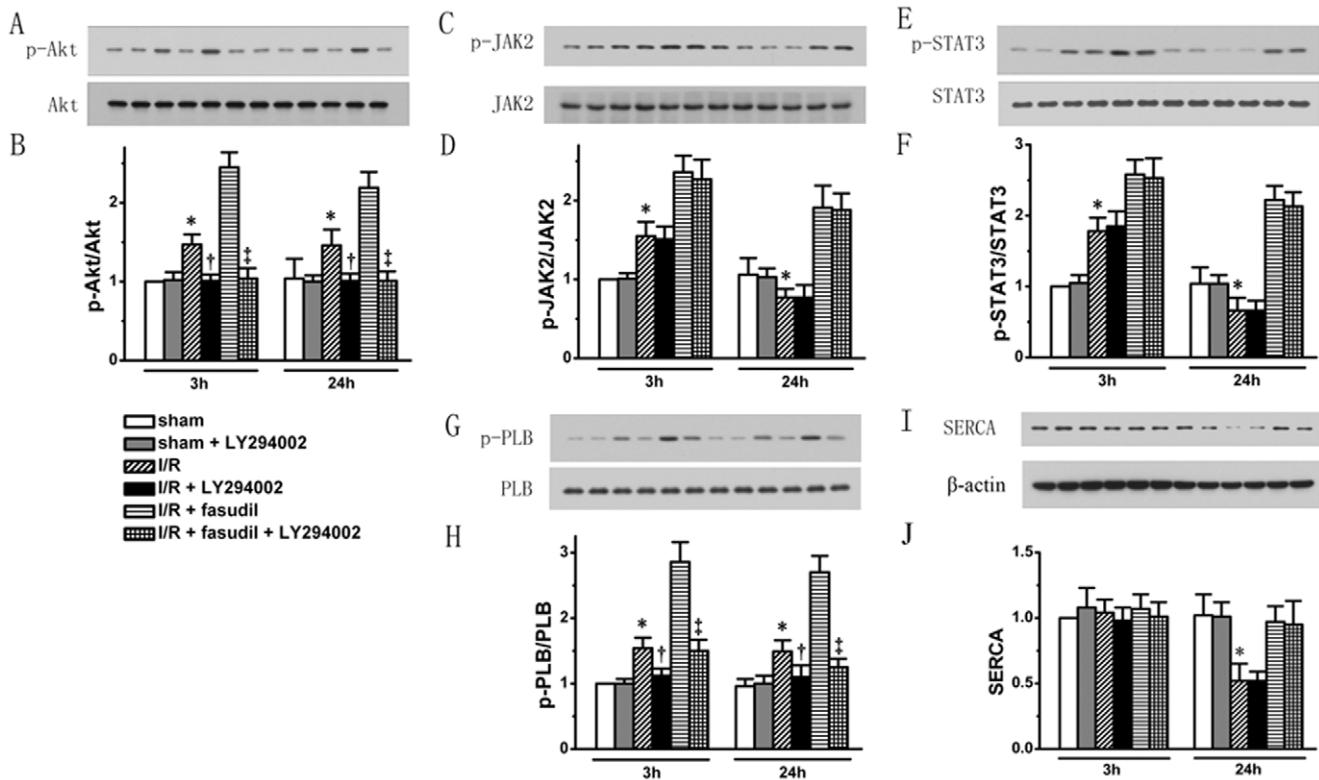 A
p-Akt
Akt
C
p-JAK2
JAK2
E
p-STAT3
STAT3
B
p-Akt/Akt
2
1
0
*
†
‡
*
†
‡
3h
24h
D
p-JAK2/JAK2
2
1
0
*
*
3h
24h
F
p-STAT3/STAT3
3
2
1
0
*
*
3h
24h
sham
sham + LY294002
I/R
I/R + LY294002
I/R + fasudil
I/R + fasudil + LY294002
G
p-PLB
PLB
I
SERCA
β-actin
H
p-PLB/PLB
3
2
1
0
*
†
‡
*
†
‡
3h
24h
J
SERCA
1.5
1.0
0.5
0.0
*
3h
24h